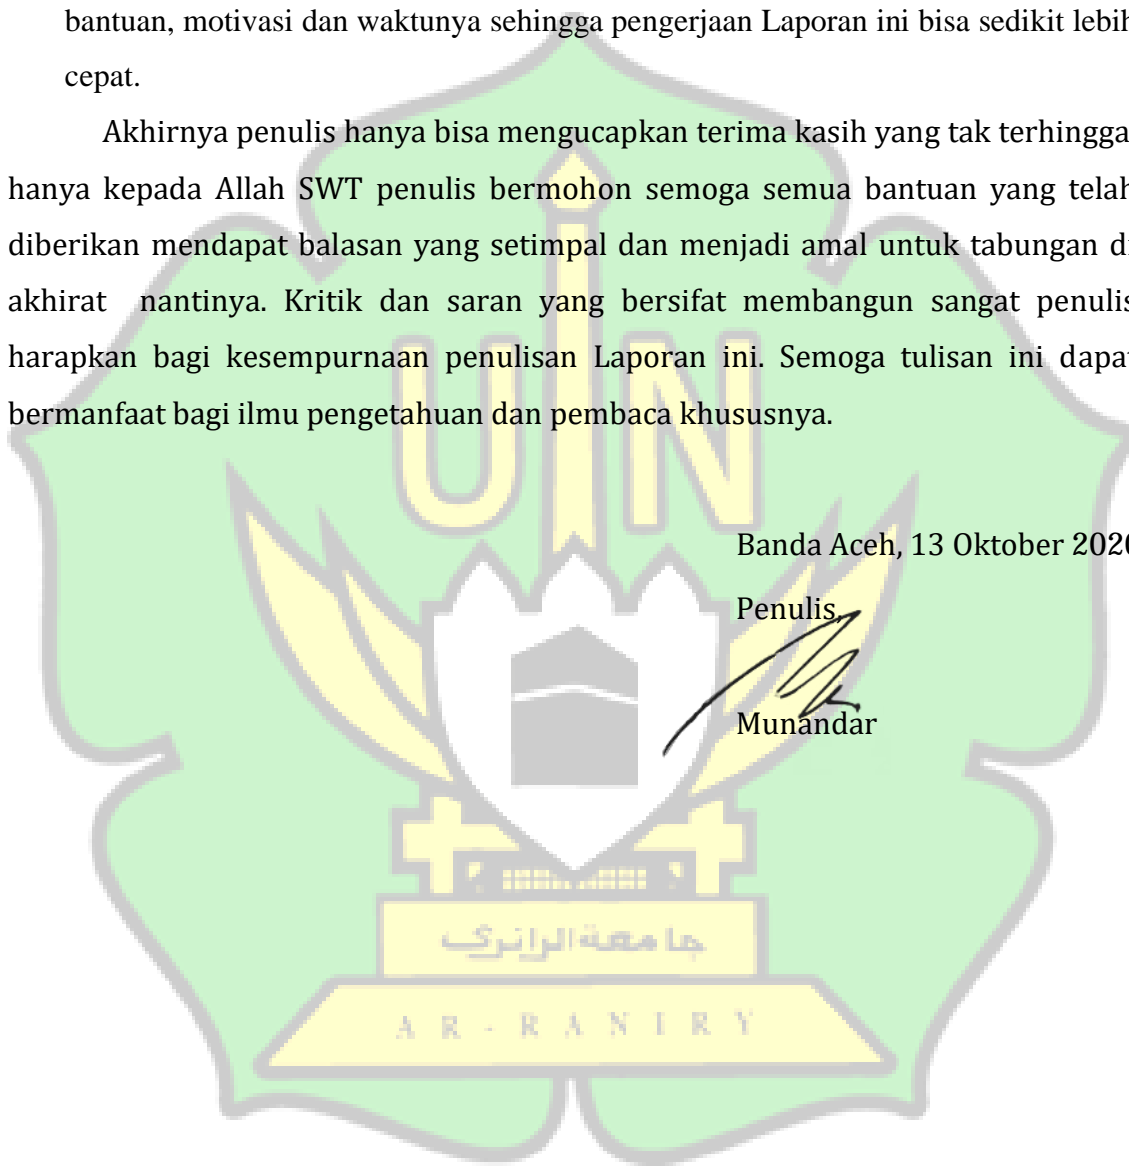 bantuan, motivasi dan waktunya sehingga pengerjaan Laporan ini bisa sedikit lebih
cepat.
Akhirnya penulis hanya bisa mengucapkan terima kasih yang tak terhingga
hanya kepada Allah SWT penulis bermohon semoga semua bantuan yang telah
diberikan mendapat balasan yang setimpal dan menjadi amal untuk tabungan di
akhirat nantinya. Kritik dan saran yang bersifat membangun sangat penulis
harapkan bagi kesempurnaan penulisan Laporan ini. Semoga tulisan ini dapat
bermanfaat bagi ilmu pengetahuan dan pembaca khususnya.
UIN
Banda Aceh, 13 Oktober 2020
Penulis,
Munandar
جامعة الرانري
AR-RANIRY